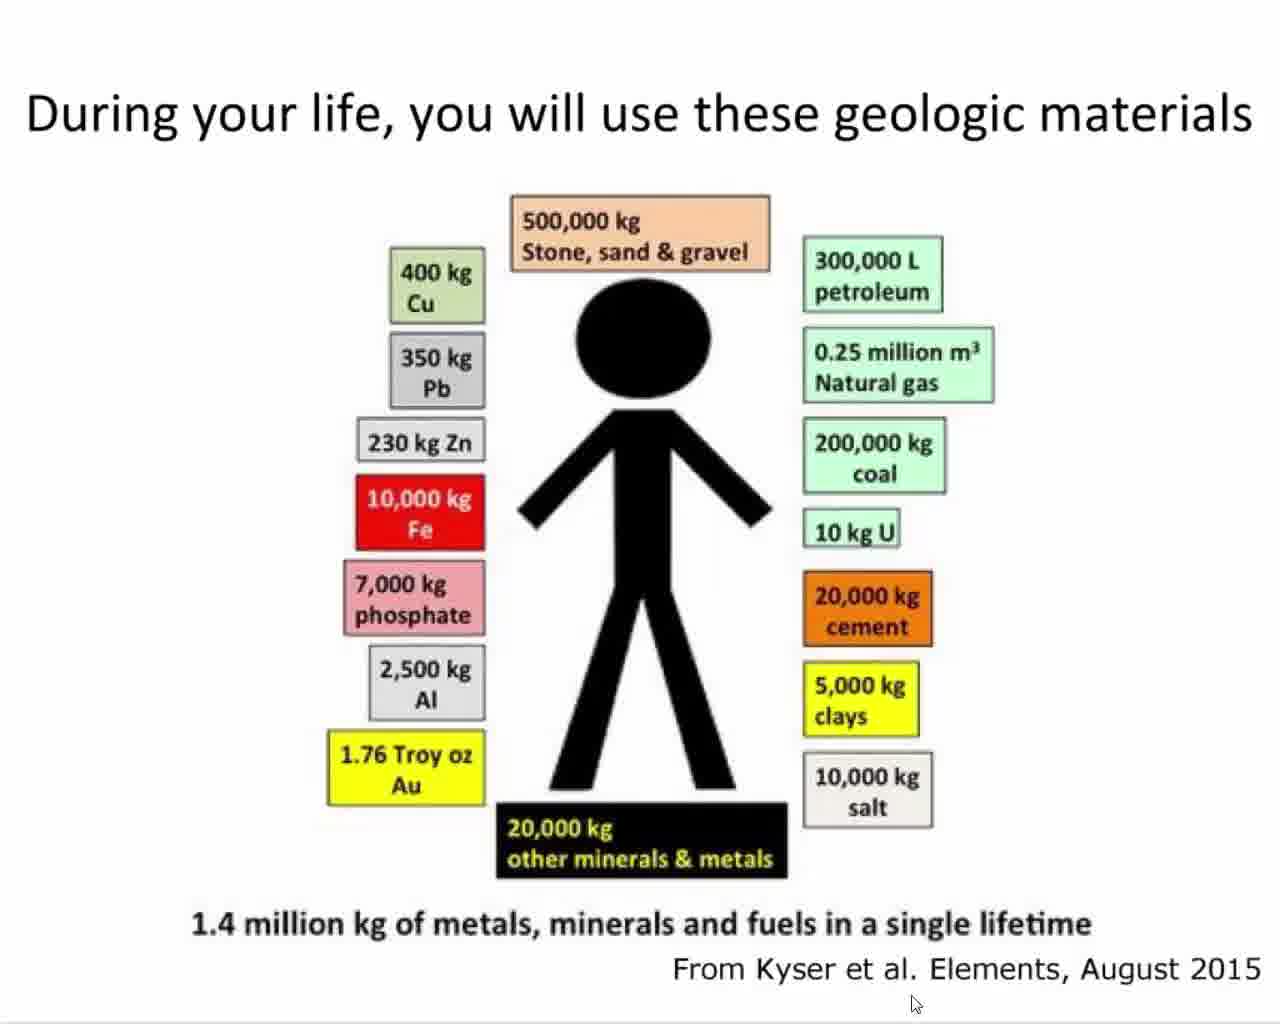 During your life, you will use these geologic materials
500,000 kg
Stone, sand & gravel
400 kg
Cu
350 kg
Pb
230 kg Zn
10,000 kg
Fe
7,000 kg
phosphate
2,500 kg
Al
1.76 Troy oz
Au
300,000 L
petroleum
0.25 million m³
Natural gas
200,000 kg
coal
10 kg U
20,000 kg
cement
5,000 kg
clays
10,000 kg
salt
20,000 kg
other minerals & metals
1.4 million kg of metals, minerals and fuels in a single lifetime
From Kyser et al. Elements, August 2015